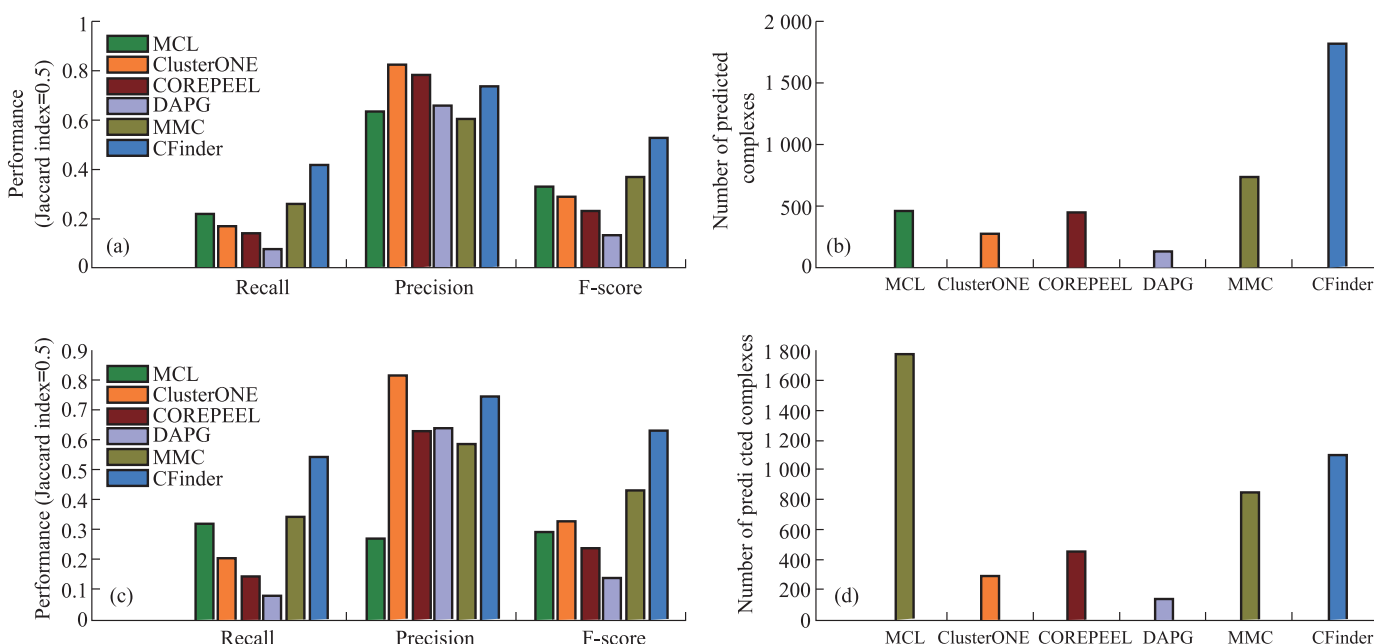 Performance
(Jaccard index=0.5)
1
0.8
0.6
0.4
0.2
0
MCL
ClusterONE
COREPEEL
DAPG
MMC
CFinder
(a)
Recall
Precision
F-score
Number of predicted
complexes
2 000
1 500
1 000
500
0
(b)
MCL
ClusterONE
COREPEEL
DAPG
MMC
CFinder
Performance (Jaccard index=0.5)
0.9
0.8
0.7
0.6
0.5
0.4
0.3
0.2
0.1
0
MCL
ClusterONE
COREPEEL
DAPG
MMC
CFinder
(c)
Recall
Precision
F-score
Number of predi cted complexes
1 800
1 600
1 400
1 200
1 000
800
600
400
200
0
(d)
MCL
ClusterONE
COREPEEL
DAPG
MMC
CFinder